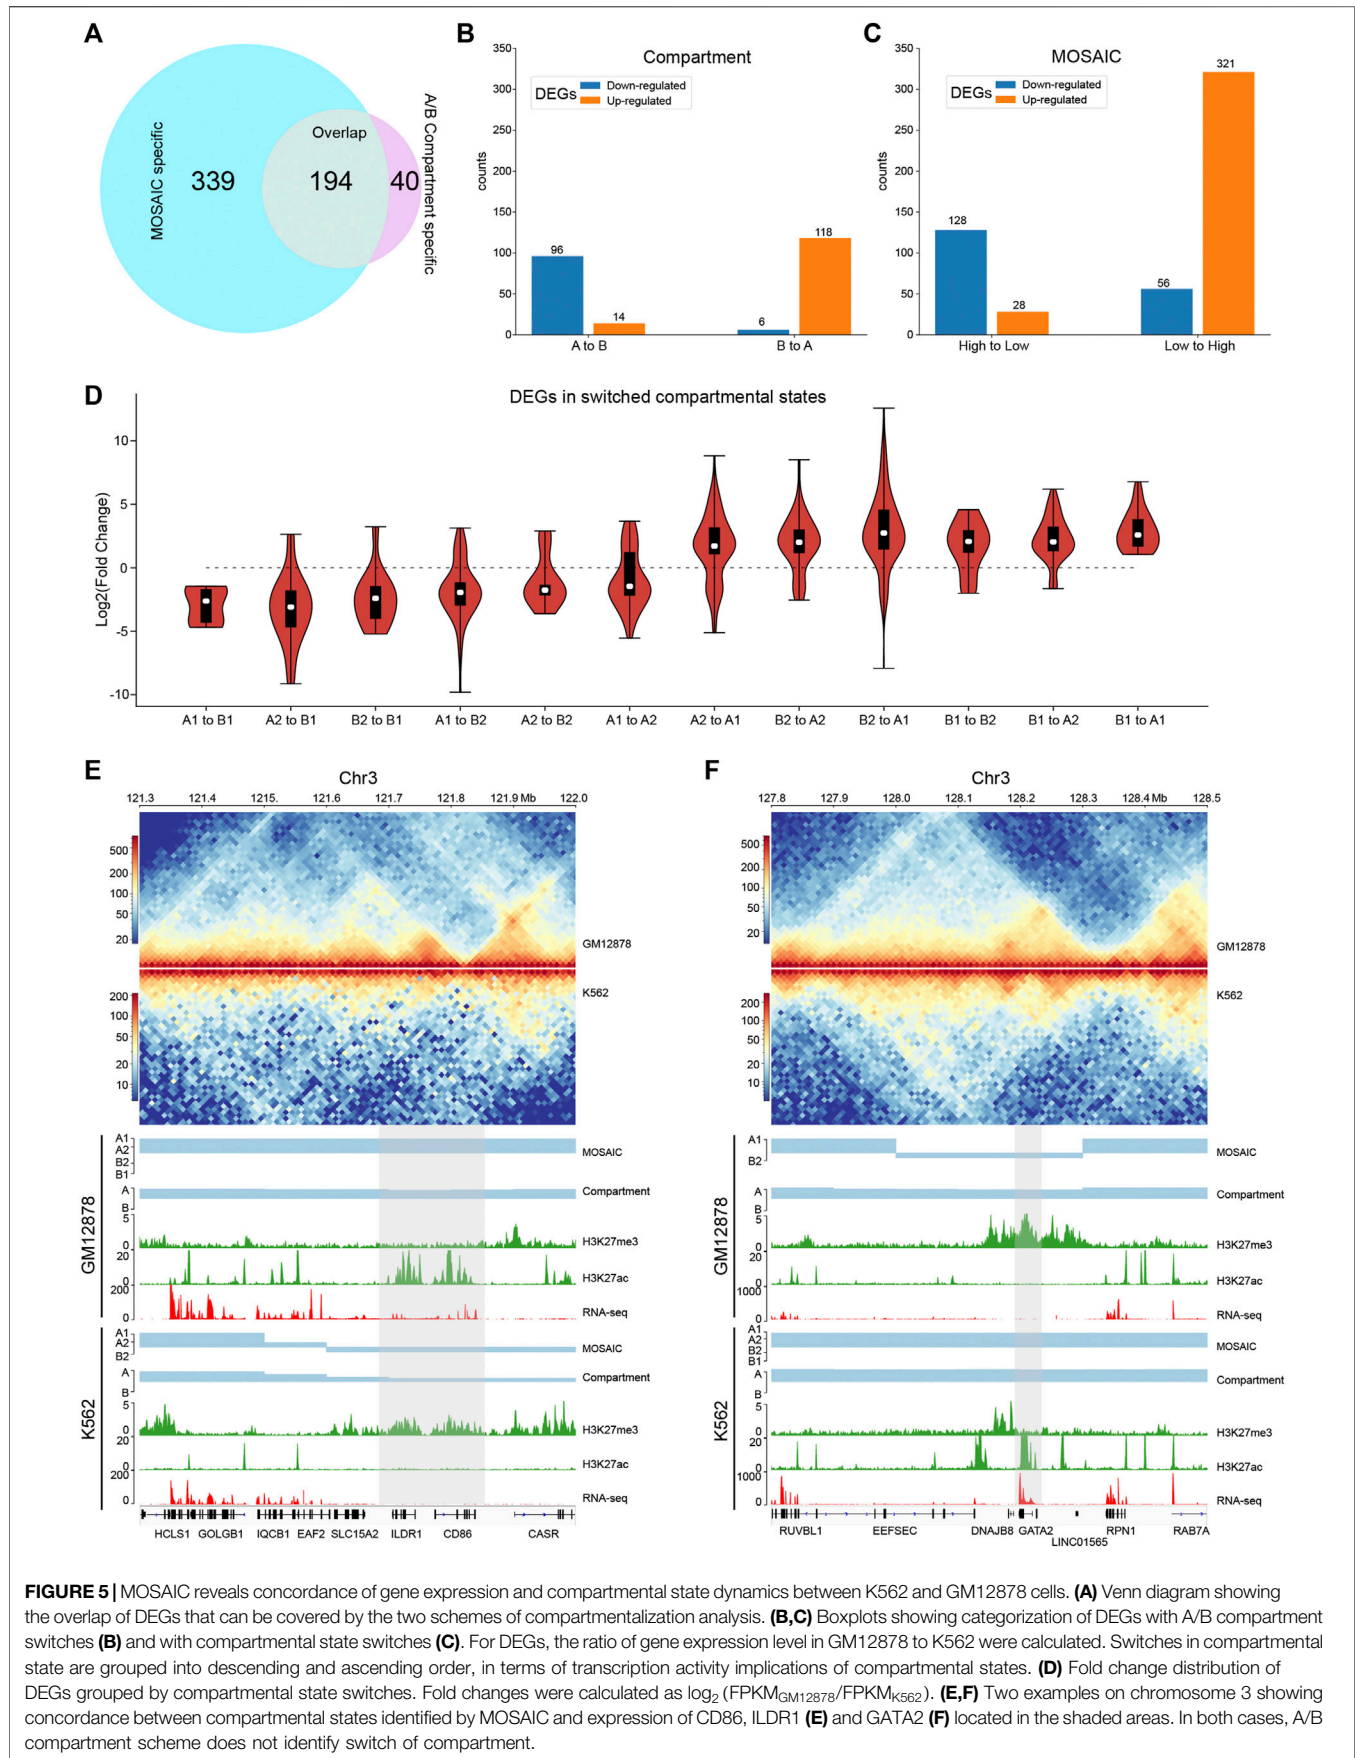 A
MOSAIC specific
339
Overlap
194
40
A/B Compartment specific
B
Compartment
DEGs
Down-regulated
Up-regulated
counts
350
300
250
200
150
100
50
0
96
14
6
118
A to B
B to A
C
MOSAIC
DEGs
Down-regulated
Up-regulated
counts
350
300
250
200
150
100
50
0
128
28
56
321
High to Low
Low to High
D
DEGs in switched compartmental states
Log2(Fold Change)
10
5
0
-5
-10
A1 to B1 A2 to B1 B2 to B1 A1 to B2 A2 to B2 A1 to A2 A2 to A1 B2 to A2 B2 to A1 B1 to B2 B1 to A2 B1 to A1
E
Chr3
121.3 121.4 1215. 121.6 121.7 121.8 121.9 Mb 122.0
500
200
100
50
20
GM12878
K562
200
100
50
20
10
GM12878
A1
A2
B2
B1
MOSAIC
A
B
Compartment
5
0
H3K27me3
20
0
H3K27ac
200
0
RNA-seq
K562
A1
A2
B2
MOSAIC
A
B
Compartment
5
0
H3K27me3
20
0
H3K27ac
200
0
RNA-seq
HCLS1 GOLGB1 IQCB1 EAF2 SLC15A2 ILDR1 CD86 CASR
F
Chr3
127.8 127.9 128.0 128.1 128.2 128.3 128.4 Mb 128.5
500
200
100
50
20
GM12878
K562
200
100
50
20
10
GM12878
A1
B2
MOSAIC
A
B
Compartment
5
0
H3K27me3
20
0
H3K27ac
1000
0
RNA-seq
K562
A1
A2
B2
B1
MOSAIC
A
B
Compartment
5
0
H3K27me3
20
0
H3K27ac
1000
0
RNA-seq
RUVBL1 EEFSEC DNAJB8 GATA2 RPN1 RAB7A
LINC01565
FIGURE 5 | MOSAIC reveals concordance of gene expression and compartmental state dynamics between K562 and GM12878 cells. (A) Venn diagram showing
the overlap of DEGs that can be covered by the two schemes of compartmentalization analysis. (B,C) Boxplots showing categorization of DEGs with A/B compartment
switches (B) and with compartmental state switches (C). For DEGs, the ratio of gene expression level in GM12878 to K562 were calculated. Switches in compartmental
state are grouped into descending and ascending order, in terms of transcription activity implications of compartmental states. (D) Fold change distribution of
DEGs grouped by compartmental state switches. Fold changes were calculated as log2 (FPKMGM12878/FPKMK562). (E,F) Two examples on chromosome 3 showing
concordance between compartmental states identified by MOSAIC and expression of CD86, ILDR1 (E) and GATA2 (F) located in the shaded areas. In both cases, A/B
compartment scheme does not identify switch of compartment.